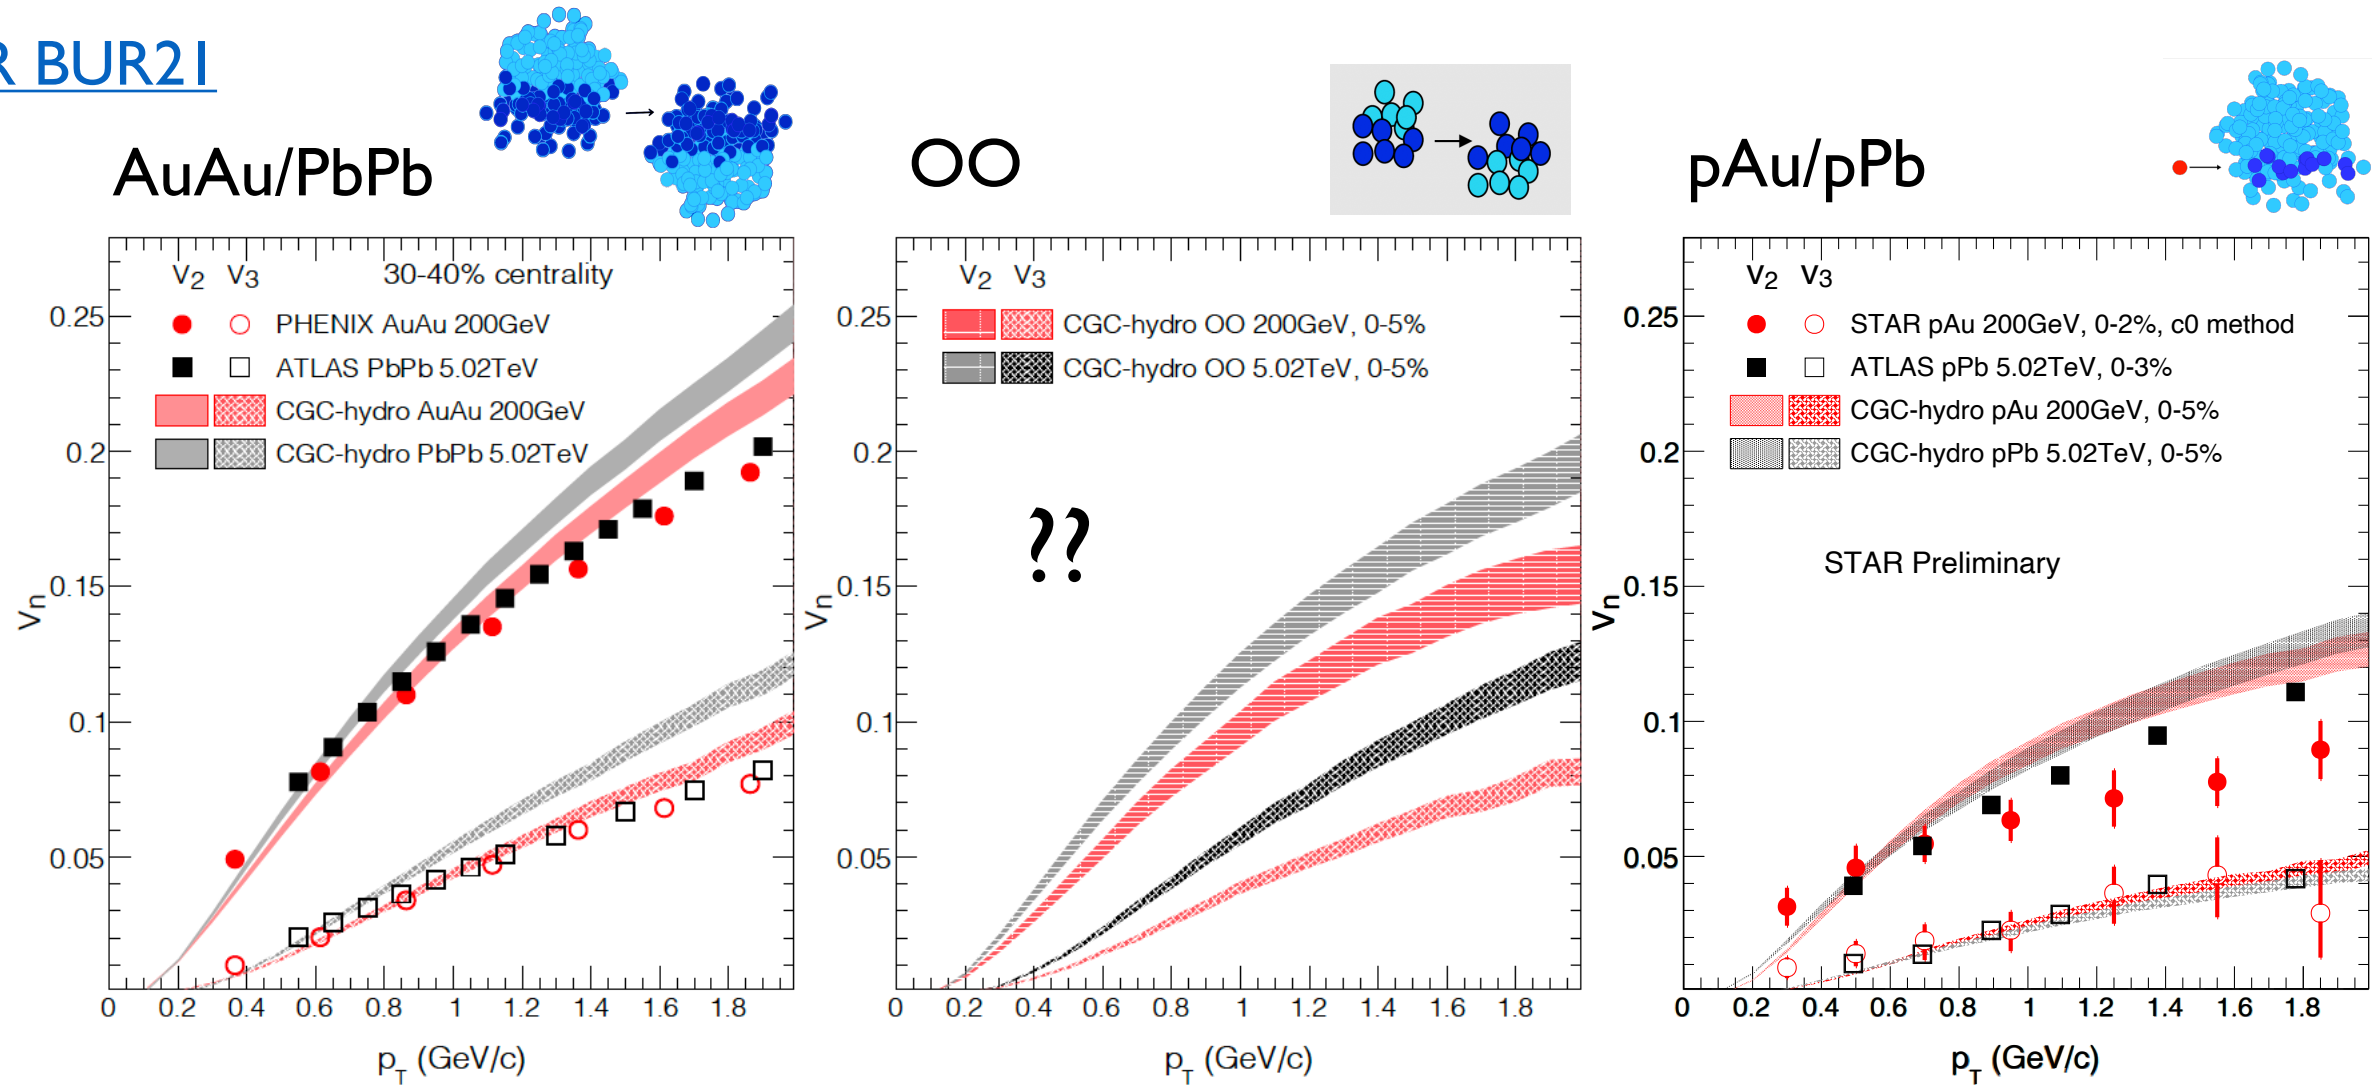 R BUR21
AuAu/PbPb
OO
pAu/pPb
v2 v3 30-40% centrality
PHENIX AuAu 200GeV
ATLAS PbPb 5.02TeV
CGC-hydro AuAu 200GeV
CGC-hydro PbPb 5.02TeV
0.25
0.2
0.15
0.1
0.05
vn
0 0.2 0.4 0.6 0.8 1 1.2 1.4 1.6 1.8
pT (GeV/c)
v2 v3
CGC-hydro OO 200GeV, 0-5%
CGC-hydro OO 5.02TeV, 0-5%
??
0.25
0.2
0.15
0.1
0.05
vn
0 0.2 0.4 0.6 0.8 1 1.2 1.4 1.6 1.8
pT (GeV/c)
v2 v3
STAR pAu 200GeV, 0-2%, c0 method
ATLAS pPb 5.02TeV, 0-3%
CGC-hydro pAu 200GeV, 0-5%
CGC-hydro pPb 5.02TeV, 0-5%
STAR Preliminary
0.25
0.2
0.15
0.1
0.05
vn
0 0.2 0.4 0.6 0.8 1 1.2 1.4 1.6 1.8
pT (GeV/c)